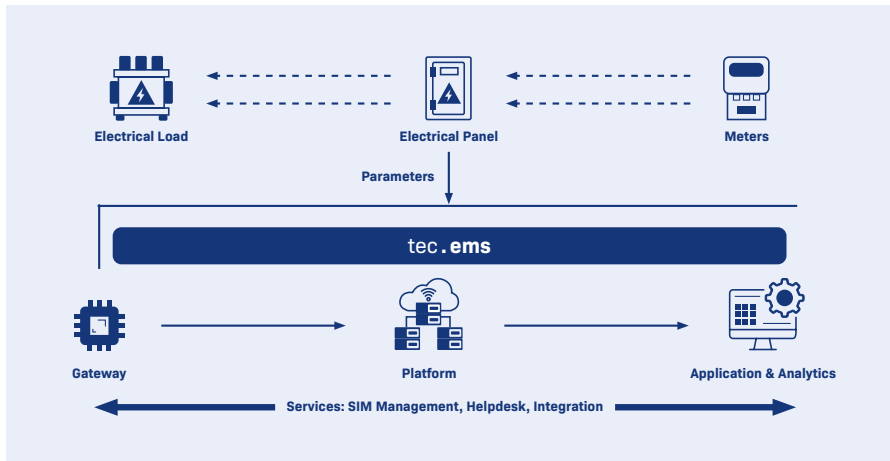 Electrical Load
Electrical Panel
Meters
Parameters
tec.ems
Gateway
Platform
Application & Analytics
Services: SIM Management, Helpdesk, Integration